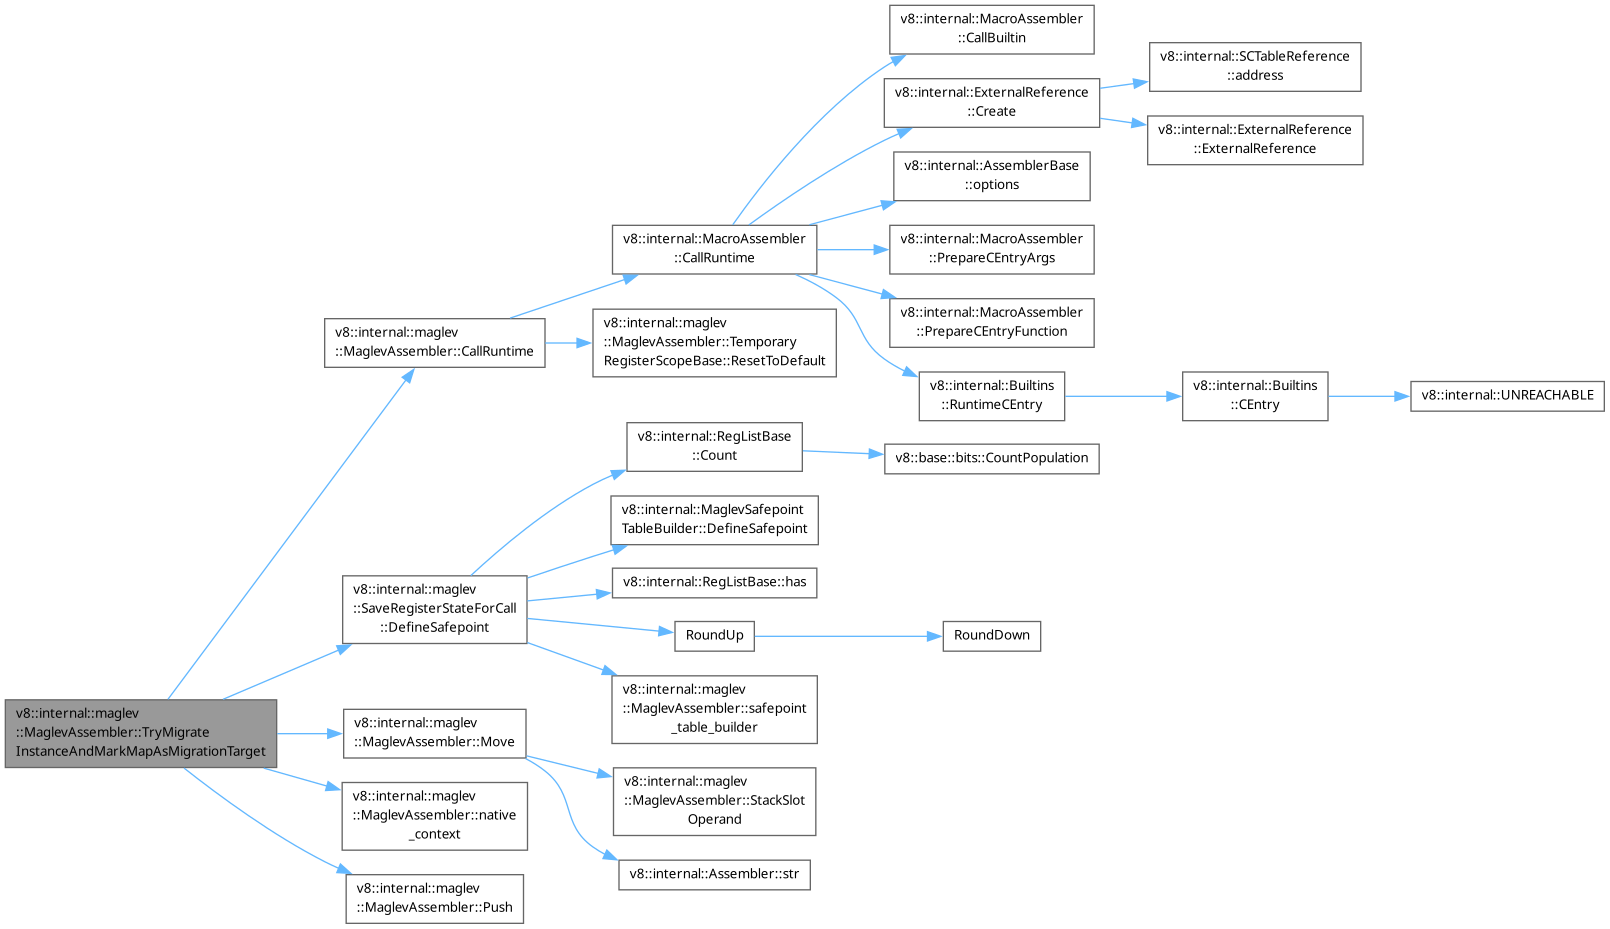 v8::internal::maglev
::MaglevAssembler::TryMigrate
InstanceAndMarkMapAsMigrationTarget
v8::internal::maglev
::MaglevAssembler::CallRuntime
v8::internal::MacroAssembler
::CallRuntime
v8::internal::MacroAssembler
::CallBuiltin
v8::internal::ExternalReference
::Create
v8::internal::SCTableReference
::address
v8::internal::ExternalReference
::ExternalReference
v8::internal::AssemblerBase
::options
v8::internal::MacroAssembler
::PrepareCEntryArgs
v8::internal::MacroAssembler
::PrepareCEntryFunction
v8::internal::Builtins
::RuntimeCEntry
v8::internal::Builtins
::CEntry
v8::internal::UNREACHABLE
v8::internal::maglev
::MaglevAssembler::Temporary
RegisterScopeBase::ResetToDefault
v8::internal::maglev
::SaveRegisterStateForCall
::DefineSafepoint
v8::internal::RegListBase
::Count
v8::base::bits::CountPopulation
v8::internal::MaglevSafepoint
TableBuilder::DefineSafepoint
v8::internal::RegListBase::has
RoundUp
RoundDown
v8::internal::maglev
::MaglevAssembler::safepoint
_table_builder
v8::internal::maglev
::MaglevAssembler::Move
v8::internal::maglev
::MaglevAssembler::StackSlot
Operand
v8::internal::Assembler::str
v8::internal::maglev
::MaglevAssembler::native
_context
v8::internal::maglev
::MaglevAssembler::Push